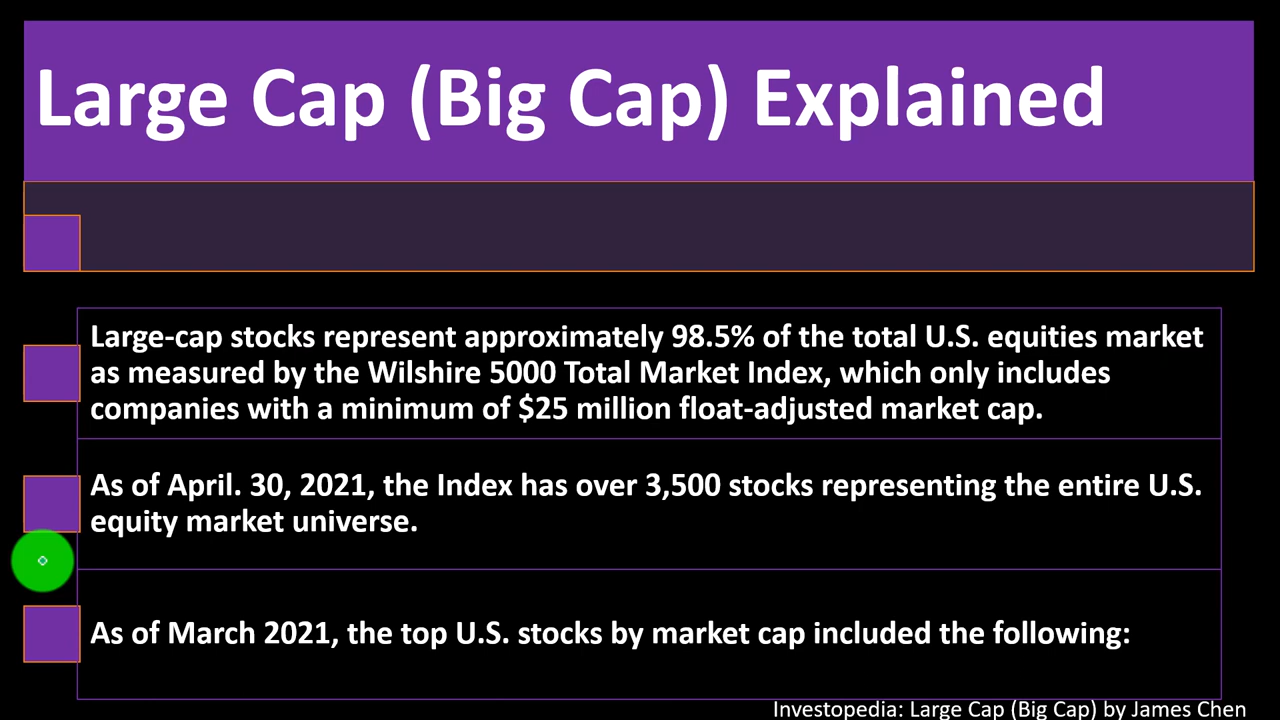 Large Cap (Big Cap) Explained
Large-cap stocks represent approximately 98.5% of the total U.S. equities market
as measured by the Wilshire 5000 Total Market Index, which only includes
companies with a minimum of $25 million float-adjusted market cap.
As of April. 30, 2021, the Index has over 3,500 stocks representing the entire U.S.
equity market universe.
As of March 2021, the top U.S. stocks by market cap included the following:
Investopedia: Large Cap (Big Cap) by James Chen